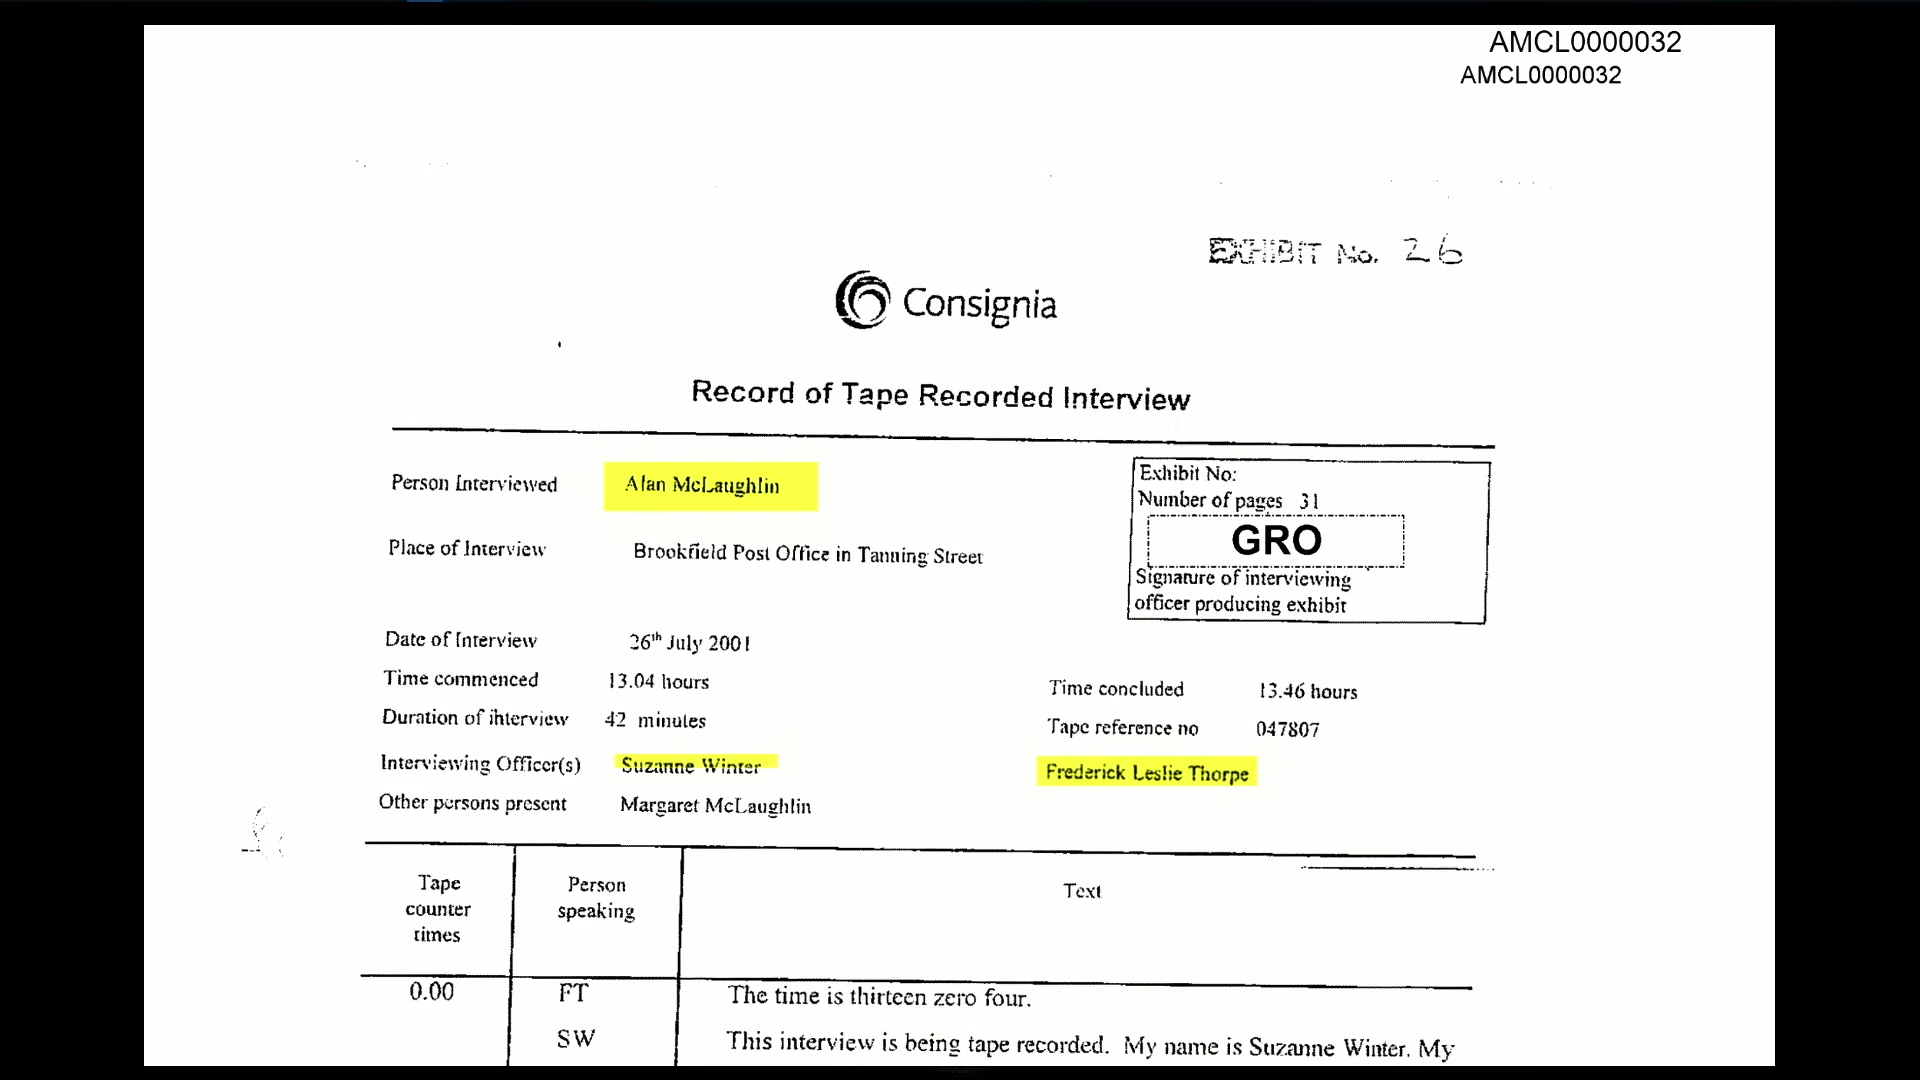 AMCL0000032
AMCL0000032
EXHIBIT No. 26
Consignia
Record of Tape Recorded Interview
Person Interviewed Alan McLaughlin
Exhibit No:
Number of pages 31
GRO
Signature of interviewing
officer producing exhibit
Place of Interview Brookfield Post Office in Tanning Street
Date of Interview 26th July 2001
Time commenced 13.04 hours
Time concluded 13.46 hours
Duration of interview 42 minutes
Tape reference no 047807
Interviewing Officer(s) Suzanne Winter Frederick Leslie Thorpe
Other persons present Margaret McLaughlin
Tape counter times Person speaking Text
0.00 FT The time is thirteen zero four.
SW This interview is being tape recorded. My name is Suzanne Winter. My